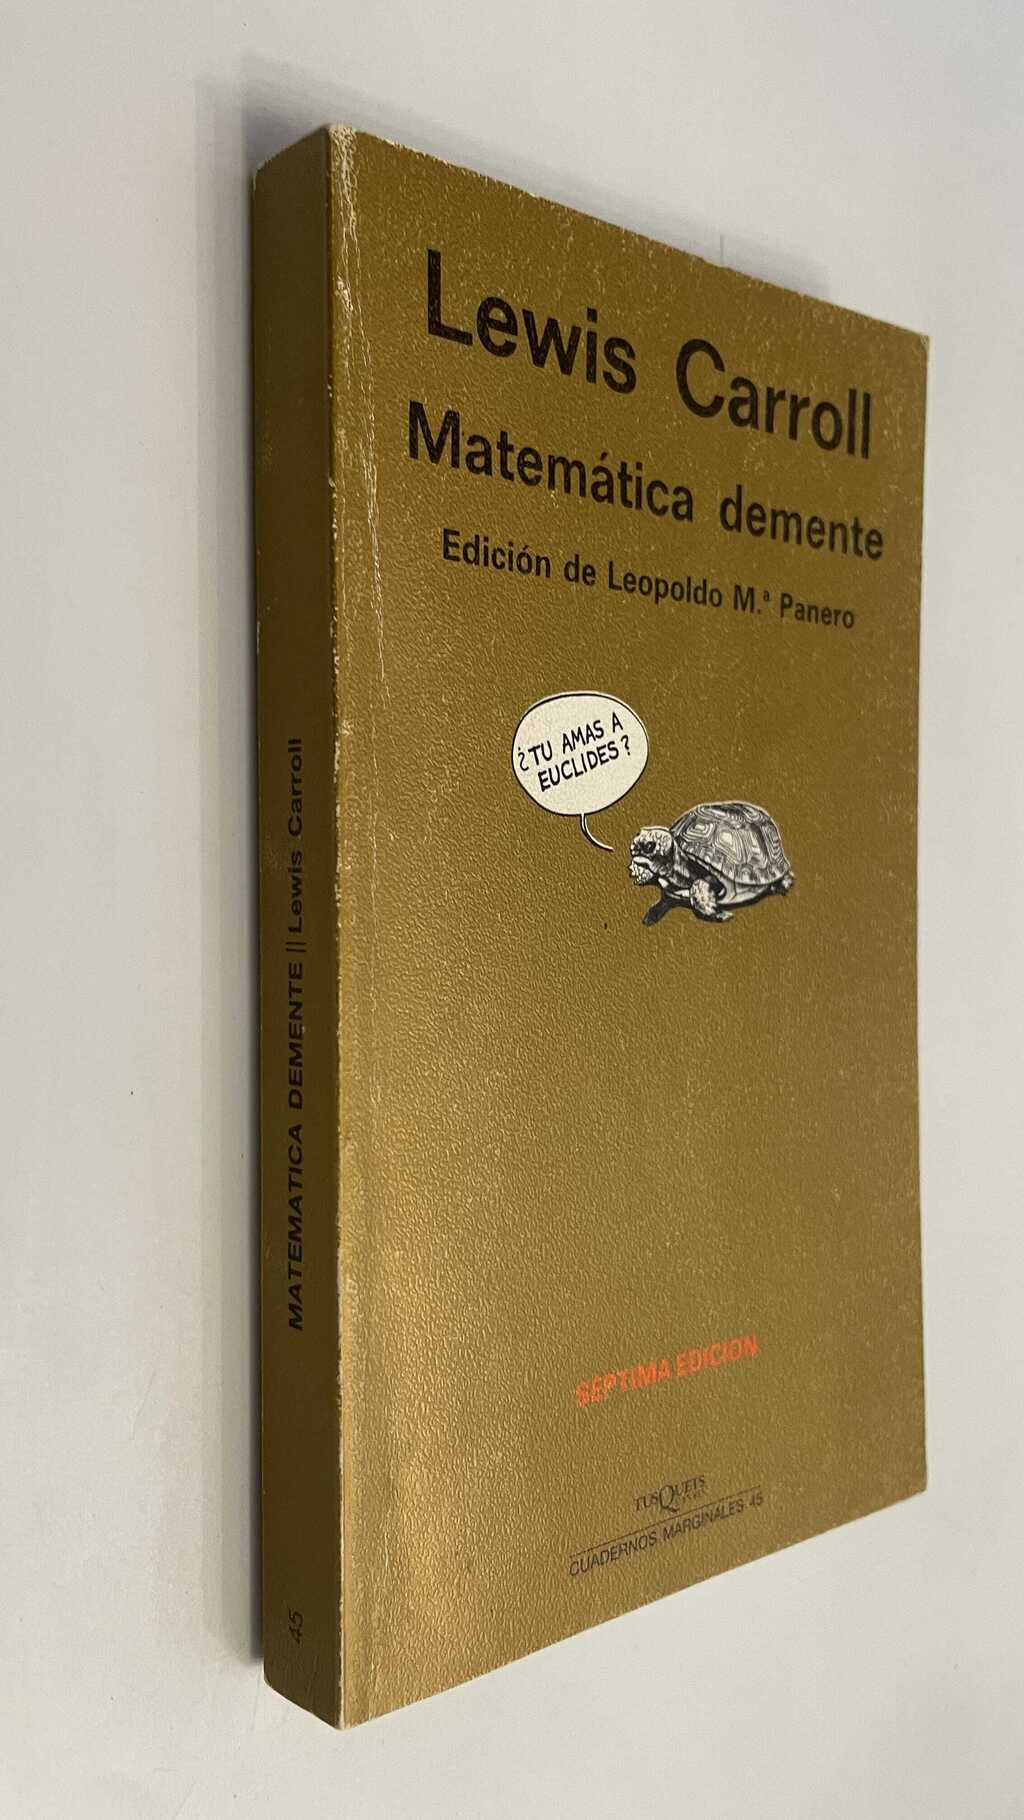 Lewis Carroll
Matemática demente
Edición de Leopoldo M.ª Panero
¿TU AMAS A
EUCLIDES?
SEPTIMA EDICION
TUSQUETS
CUADERNOS MARGINALES 45
MATEMATICA DEMENTE || Lewis Carroll
45